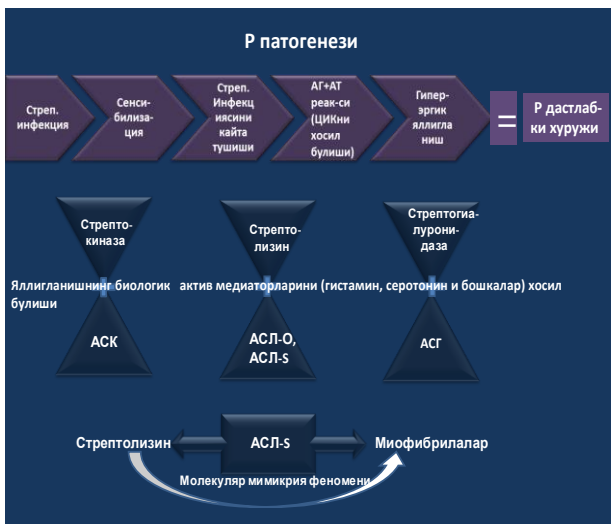 Р патогенези
Стреп.
инфекция
Сенси-
билиза-
ция
Стреп.
Инфекц
иясини
кайта
тушиши
АГ+АТ
реак-си
(ЦИКни
хосил
булиши)
Гипер-
эргик
яллигла
ниш
=
Р дастлаб-
ки хуружи
Стрепто-
киназа
Стрепто-
лизин
Стрептогиа-
лурони-
даза
Яллигланишнинг биологик актив медиаторларини (гистамин, серотонин и бошкалар) хосил
булиши
АСК
АСЛ-О,
АСЛ-S
АСГ
Стрептолизин
АСЛ-S
Миофибрилалар
Молекуляр мимикрия феномени